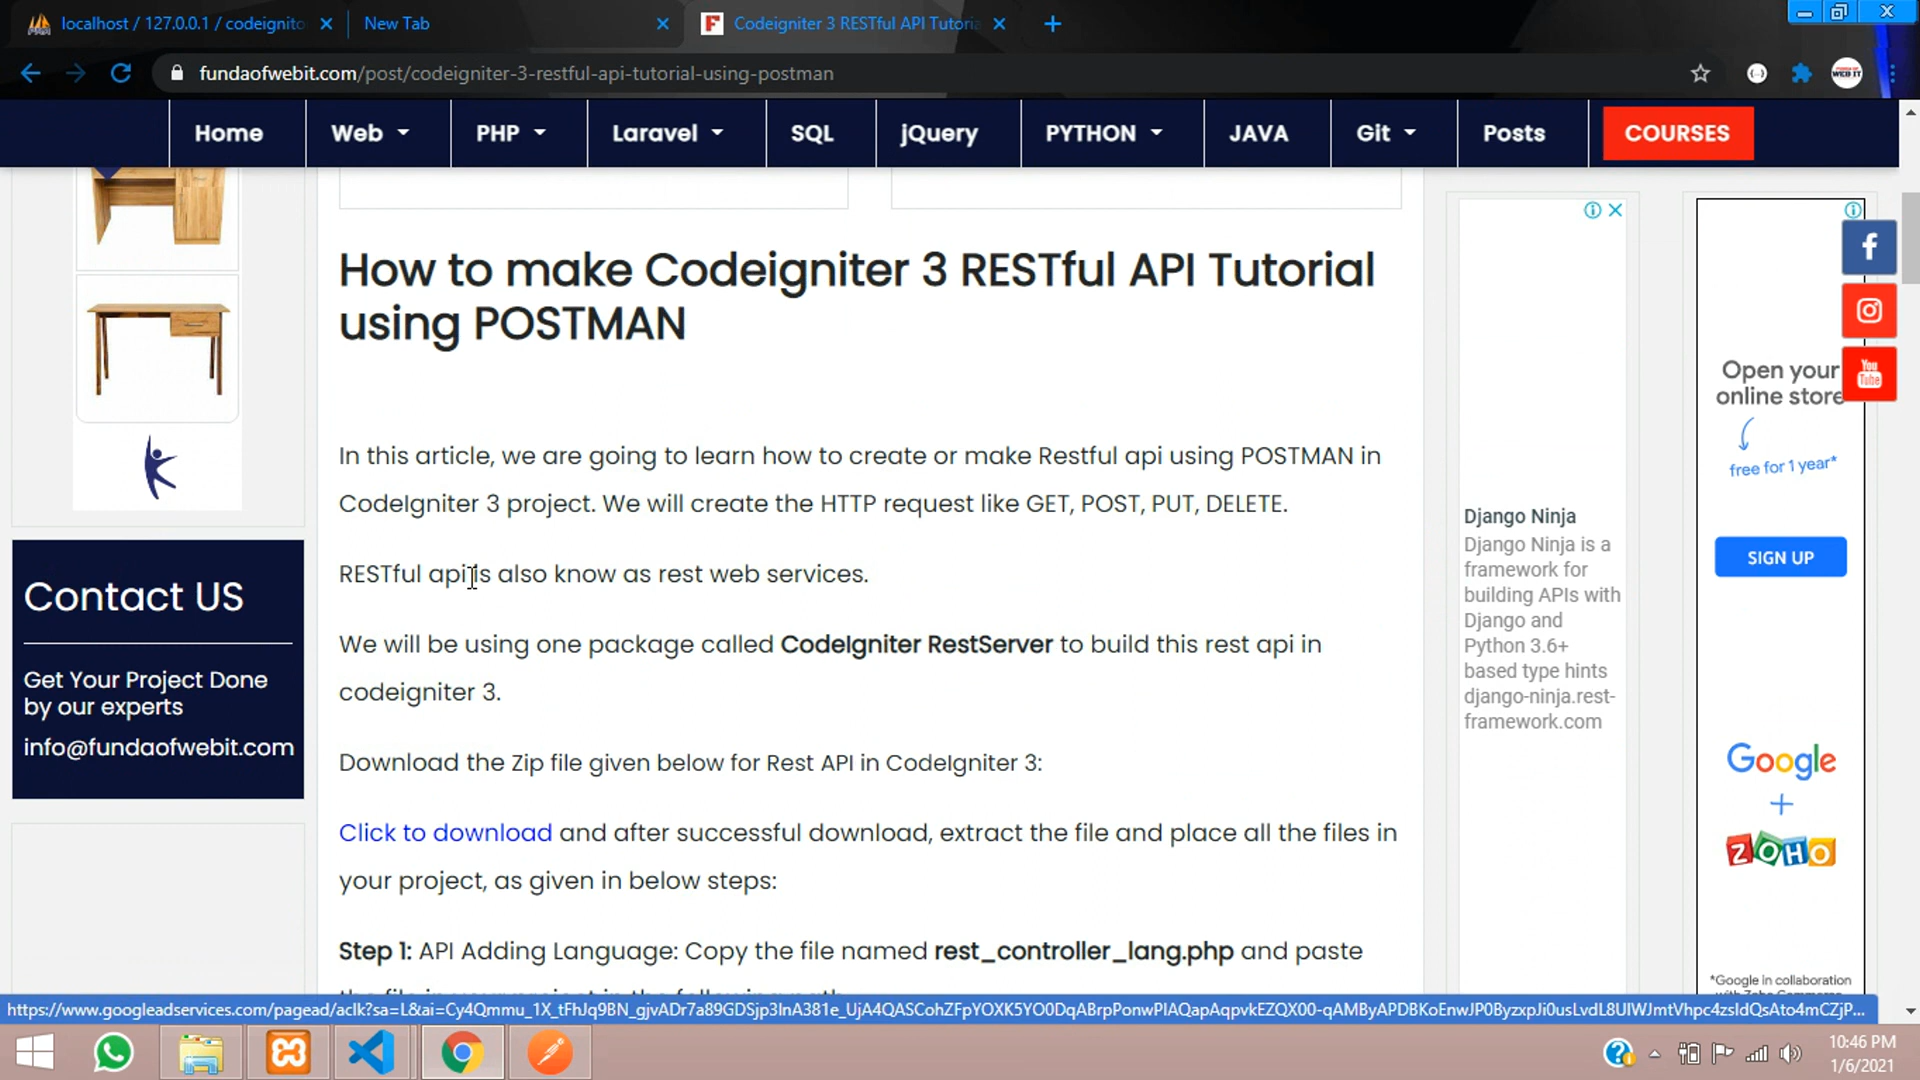 localhost / 127.0.0.1 / codeignito
New Tab
Codeigniter 3 RESTful API Tutoria
fundaofwebit.com/post/codeigniter-3-restful-api-tutorial-using-postman
Home
Web
PHP
Laravel
SQL
jQuery
PYTHON
JAVA
Git
Posts
COURSES
How to make Codeigniter 3 RESTful API Tutorial
using POSTMAN
In this article, we are going to learn how to create or make Restful api using POSTMAN in
CodeIgniter 3 project. We will create the HTTP request like GET, POST, PUT, DELETE.
RESTful api is also know as rest web services.
We will be using one package called CodeIgniter RestServer to build this rest api in
codeigniter 3.
Download the Zip file given below for Rest API in CodeIgniter 3:
Click to download and after successful download, extract the file and place all the files in
your project, as given in below steps:
Step 1: API Adding Language: Copy the file named rest_controller_lang.php and paste
Contact US
Get Your Project Done
by our experts
info@fundaofwebit.com
Django Ninja
Django Ninja is a
framework for
building APIs with
Django and
Python 3.6+
based type hints
django-ninja.rest-
framework.com
Open your
online store
free for 1 year*
SIGN UP
Google
+
ZOHO
*Google in collaboration
You
Tube
WEB IT
10:46 PM
1/6/2021